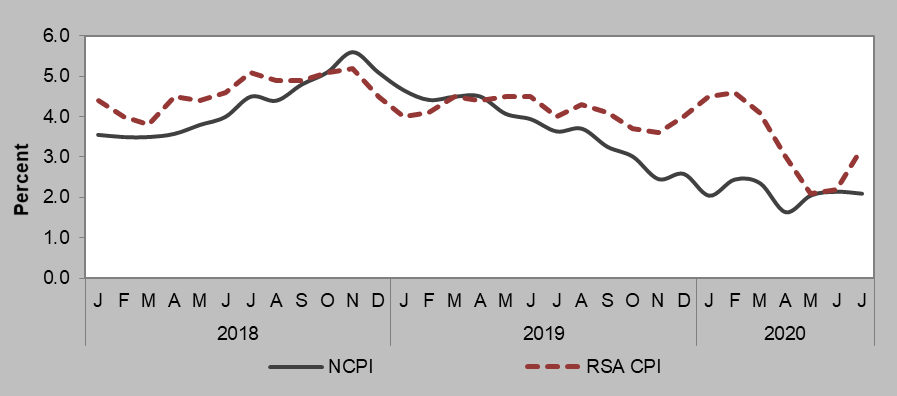 6.0
5.0
4.0
3.0
2.0
1.0
0.0
Percent
J F M A M J J A S O N D J F M A M J J A S O N D J F M A M J J
2018 2019 2020
NCPI RSA CPI